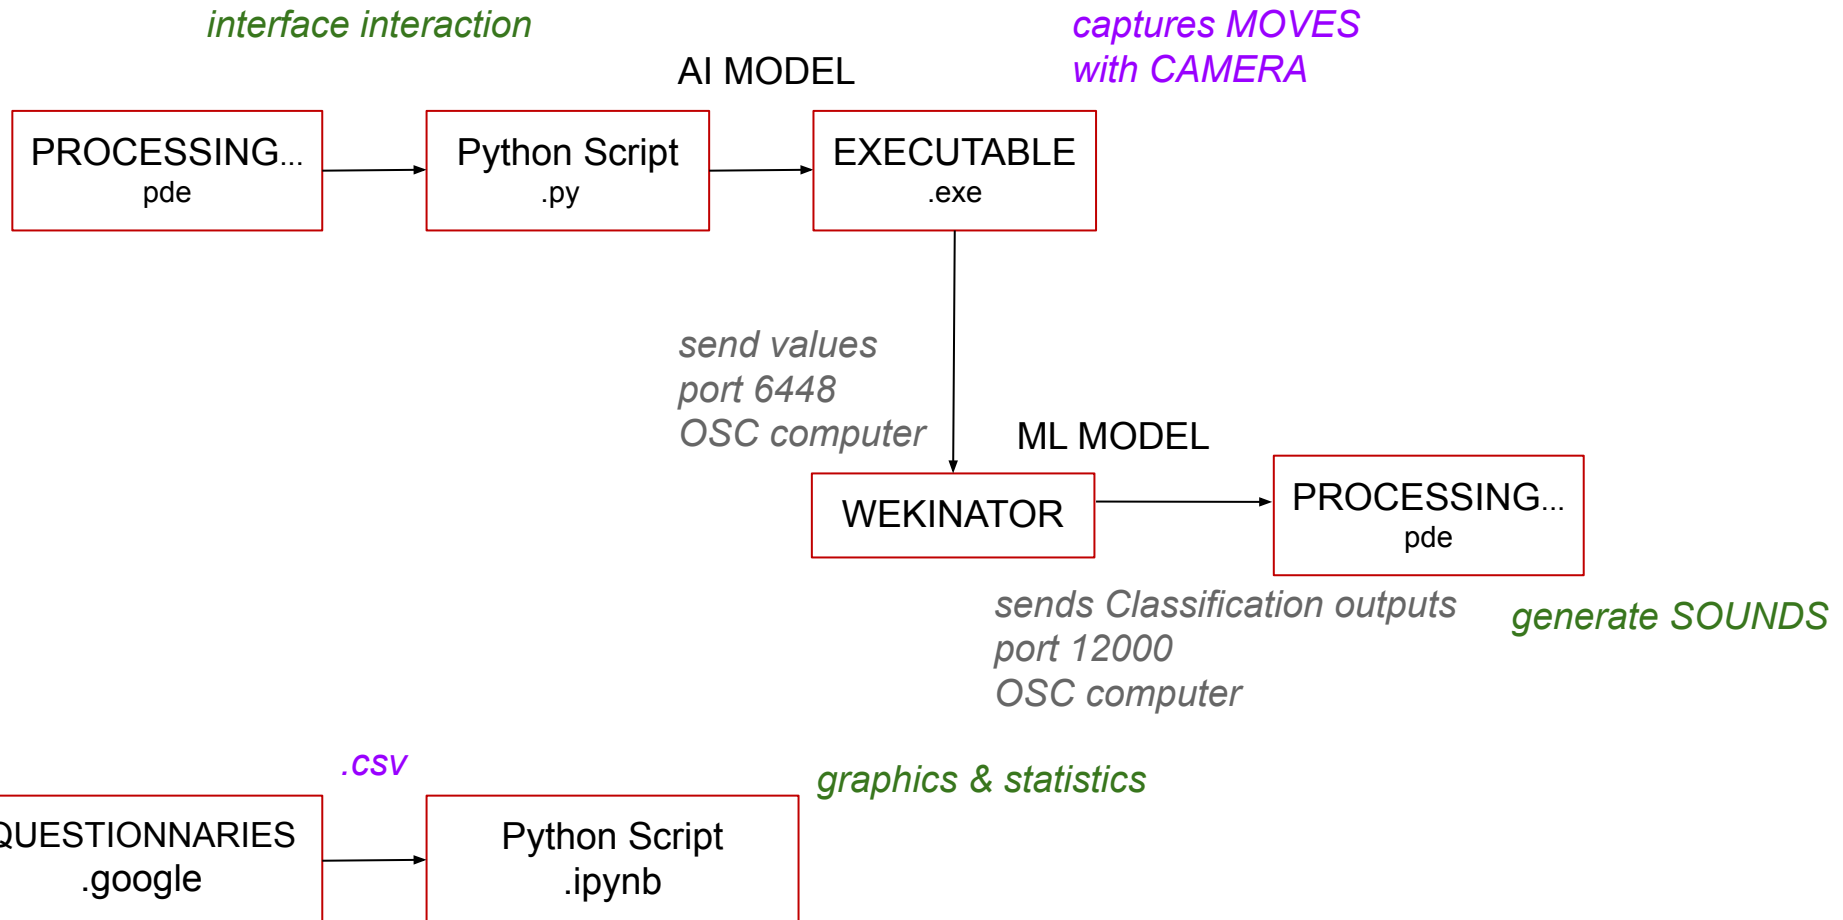 interface interaction
captures MOVES
with CAMERA
AI MODEL
PROCESSING...
pde
Python Script
.py
EXECUTABLE
.exe
send values
port 6448
OSC computer
ML MODEL
WEKINATOR
PROCESSING...
pde
sends Classification outputs
port 12000
OSC computer
generate SOUNDS
.csv
graphics & statistics
QUESTIONNARIES
.google
Python Script
.ipynb